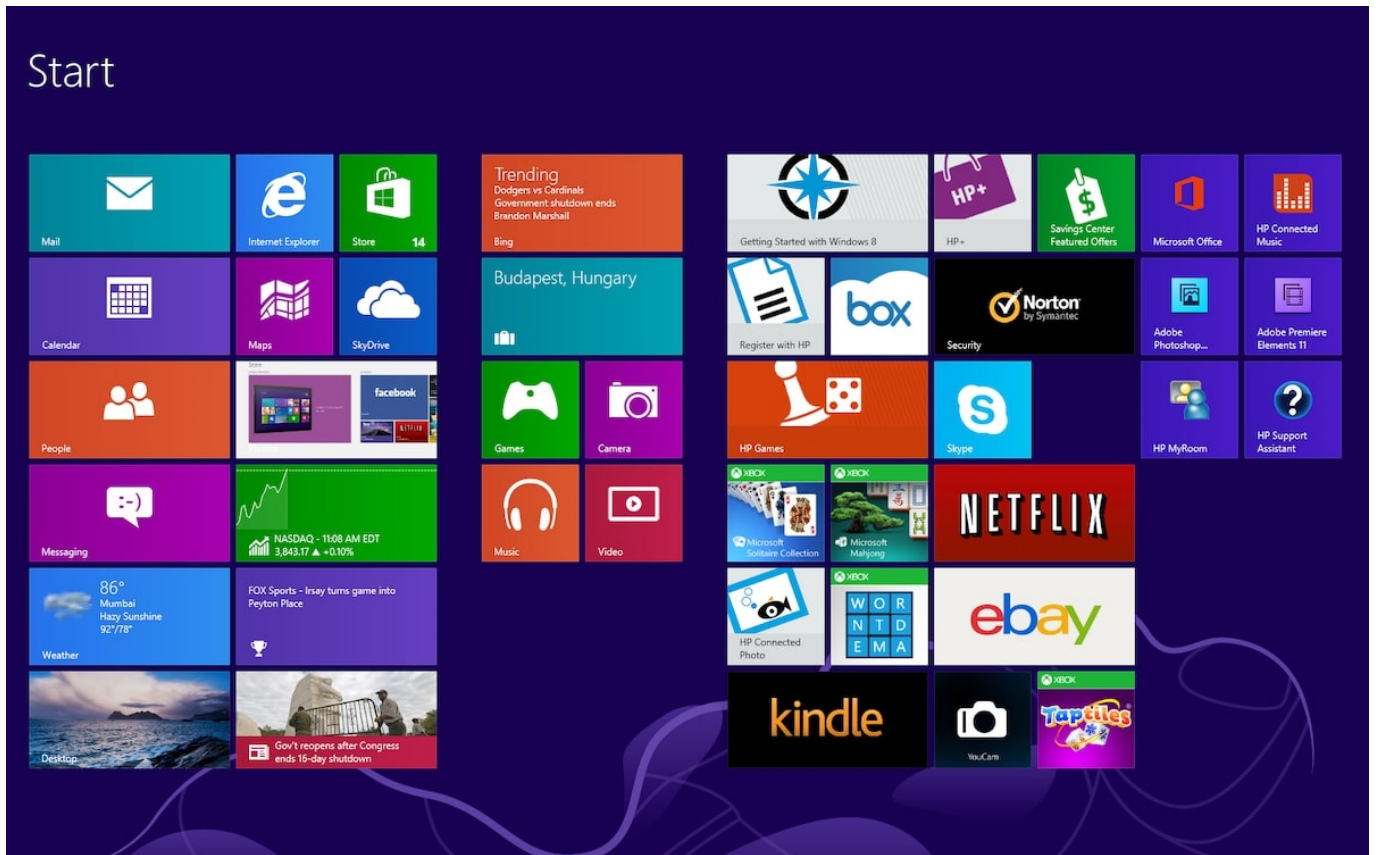 Start
Mail
Internet Explorer
Store
14
Calendar
Maps
SkyDrive
People
Store
facebook
NETFLIX
Messaging
NASDAQ - 11:08 AM EDT
3,843.17 ▲ +0.10%
86°
Mumbai
Hazy Sunshine
92°/78°
Weather
FOX Sports - Irsay turns game into
Peyton Place
Desktop
Gov't reopens after Congress
ends 16-day shutdown
Trending
Dodgers vs Cardinals
Government shutdown ends
Brandon Marshall
Bing
Budapest, Hungary
Games
Camera
Music
Video
Getting Started with Windows 8
HP+
HP+
$
Savings Center
Featured Offers
Microsoft Office
HP Connected
Music
Register with HP
box
Norton
by Symantec
Security
Adobe
Photoshop...
Adobe Premiere
Elements 11
HP Games
S
Skype
HP MyRoom
?
HP Support
Assistant
XBOX
Microsoft
Solitaire Collection
XBOX
Microsoft
Mahjong
NETFLIX
HP Connected
Photo
XBOX
W O R
N T D
E M A
ebay
kindle
YouCam
XBOX
Taptiles